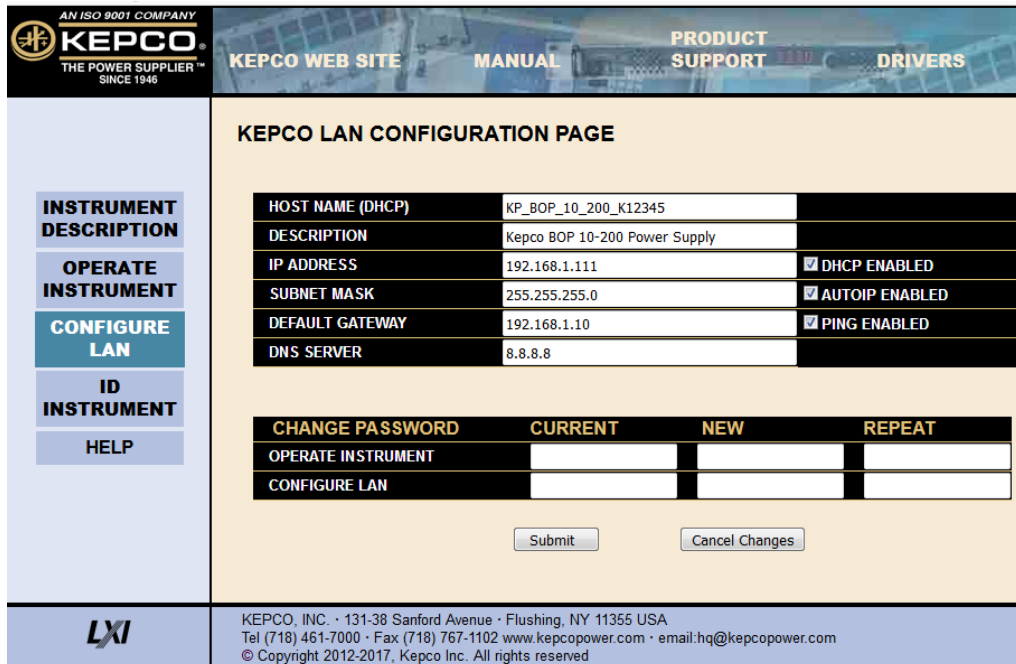 AN ISO 9001 COMPANY
KEPCO®
THE POWER SUPPLIER™
SINCE 1946
KEPCO WEB SITE
MANUAL
PRODUCT
SUPPORT
DRIVERS
INSTRUMENT
DESCRIPTION
OPERATE
INSTRUMENT
CONFIGURE
LAN
ID
INSTRUMENT
HELP
KEPCO LAN CONFIGURATION PAGE
HOST NAME (DHCP) KP_BOP_10_200_K12345
DESCRIPTION Kepco BOP 10-200 Power Supply
IP ADDRESS 192.168.1.111 DHCP ENABLED
SUBNET MASK 255.255.255.0 AUTOIP ENABLED
DEFAULT GATEWAY 192.168.1.10 PING ENABLED
DNS SERVER 8.8.8.8
CHANGE PASSWORD CURRENT NEW REPEAT
OPERATE INSTRUMENT
CONFIGURE LAN
Submit Cancel Changes
LXI
KEPCO, INC. · 131-38 Sanford Avenue · Flushing, NY 11355 USA
Tel (718) 461-7000 · Fax (718) 767-1102 www.kepcopower.com · email:hq@kepcopower.com
© Copyright 2012-2017, Kepco Inc. All rights reserved